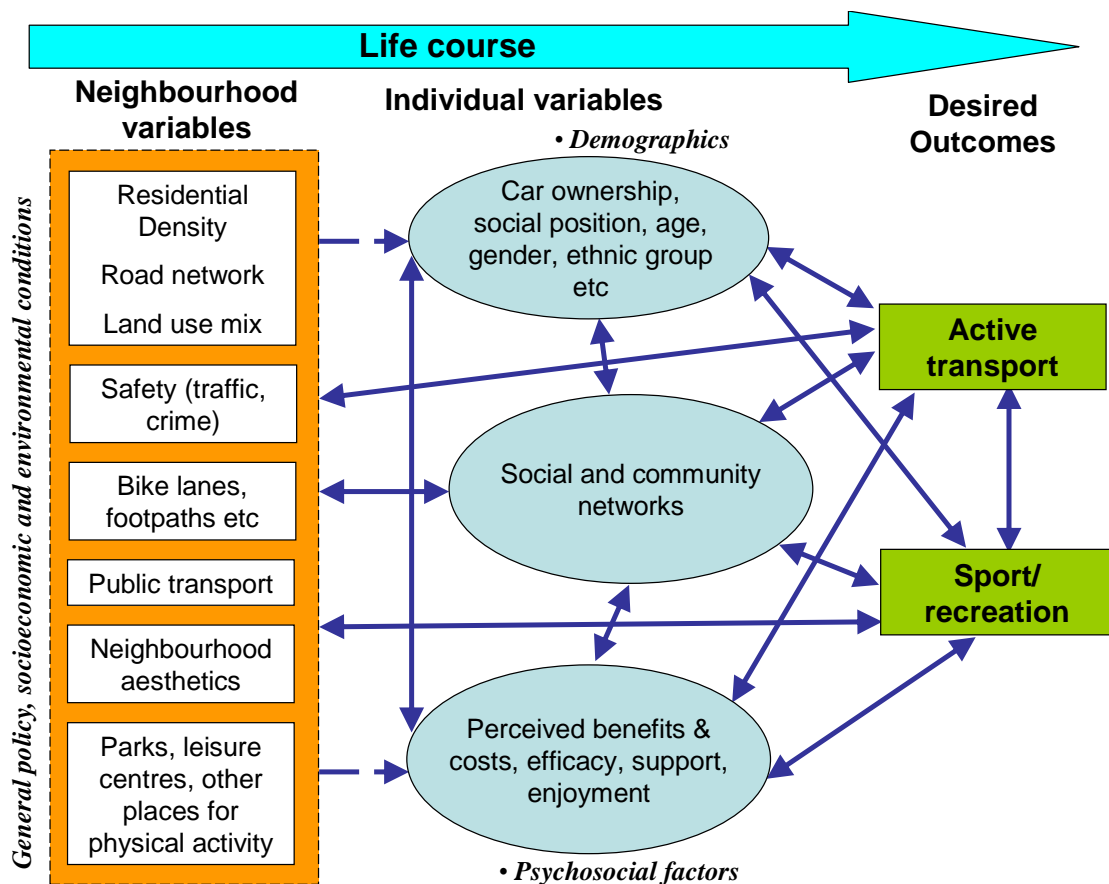 Life course
Neighbourhood
variables
Individual variables
Desired
Outcomes
• Demographics
General policy, socioeconomic and environmental conditions
Residential
Density
Road network
Land use mix
Safety (traffic,
crime)
Bike lanes,
footpaths etc
Public transport
Neighbourhood
aesthetics
Parks, leisure
centres, other
places for
physical activity
Car ownership,
social position, age,
gender, ethnic group
etc
Social and community
networks
Perceived benefits &
costs, efficacy, support,
enjoyment
• Psychosocial factors
Active
transport
Sport/
recreation